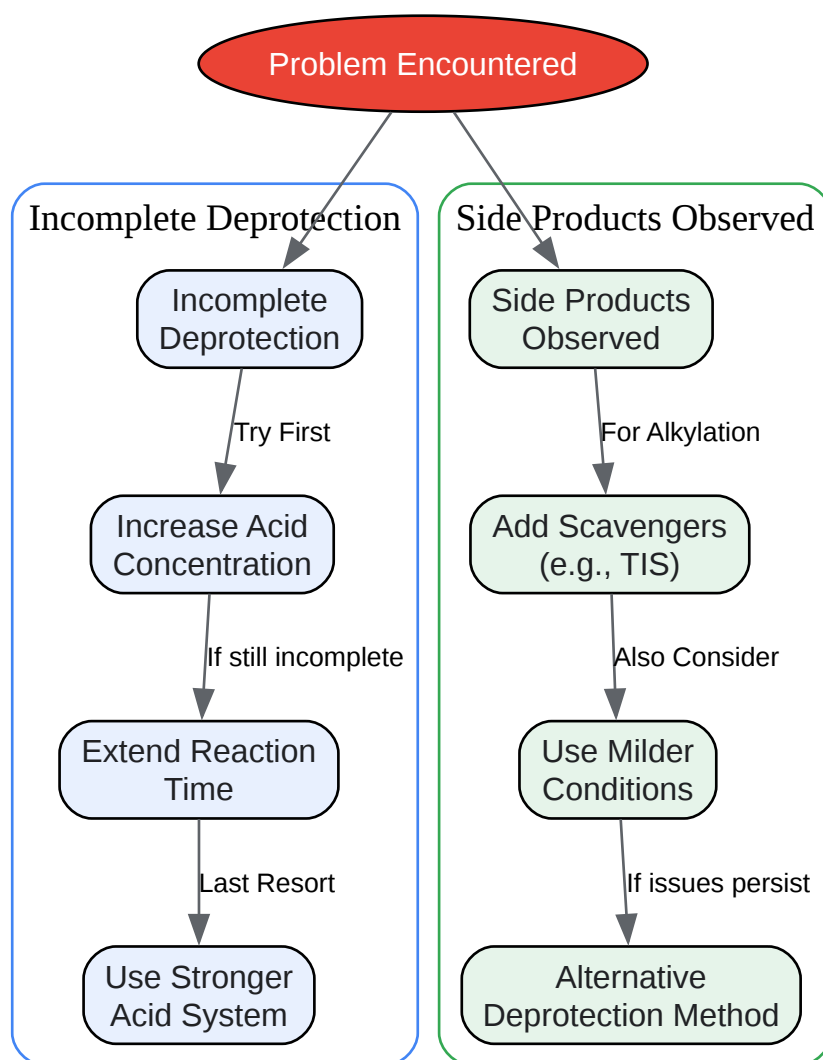 Problem Encountered
Incomplete Deprotection
Incomplete
Deprotection
Try First
Increase Acid
Concentration
If still incomplete
Extend Reaction
Time
Last Resort
Use Stronger
Acid System
Side Products Observed
Side Products
Observed
For Alkylation
Add Scavengers
(e.g., TIS)
Also Consider
Use Milder
Conditions
If issues persist
Alternative
Deprotection Method